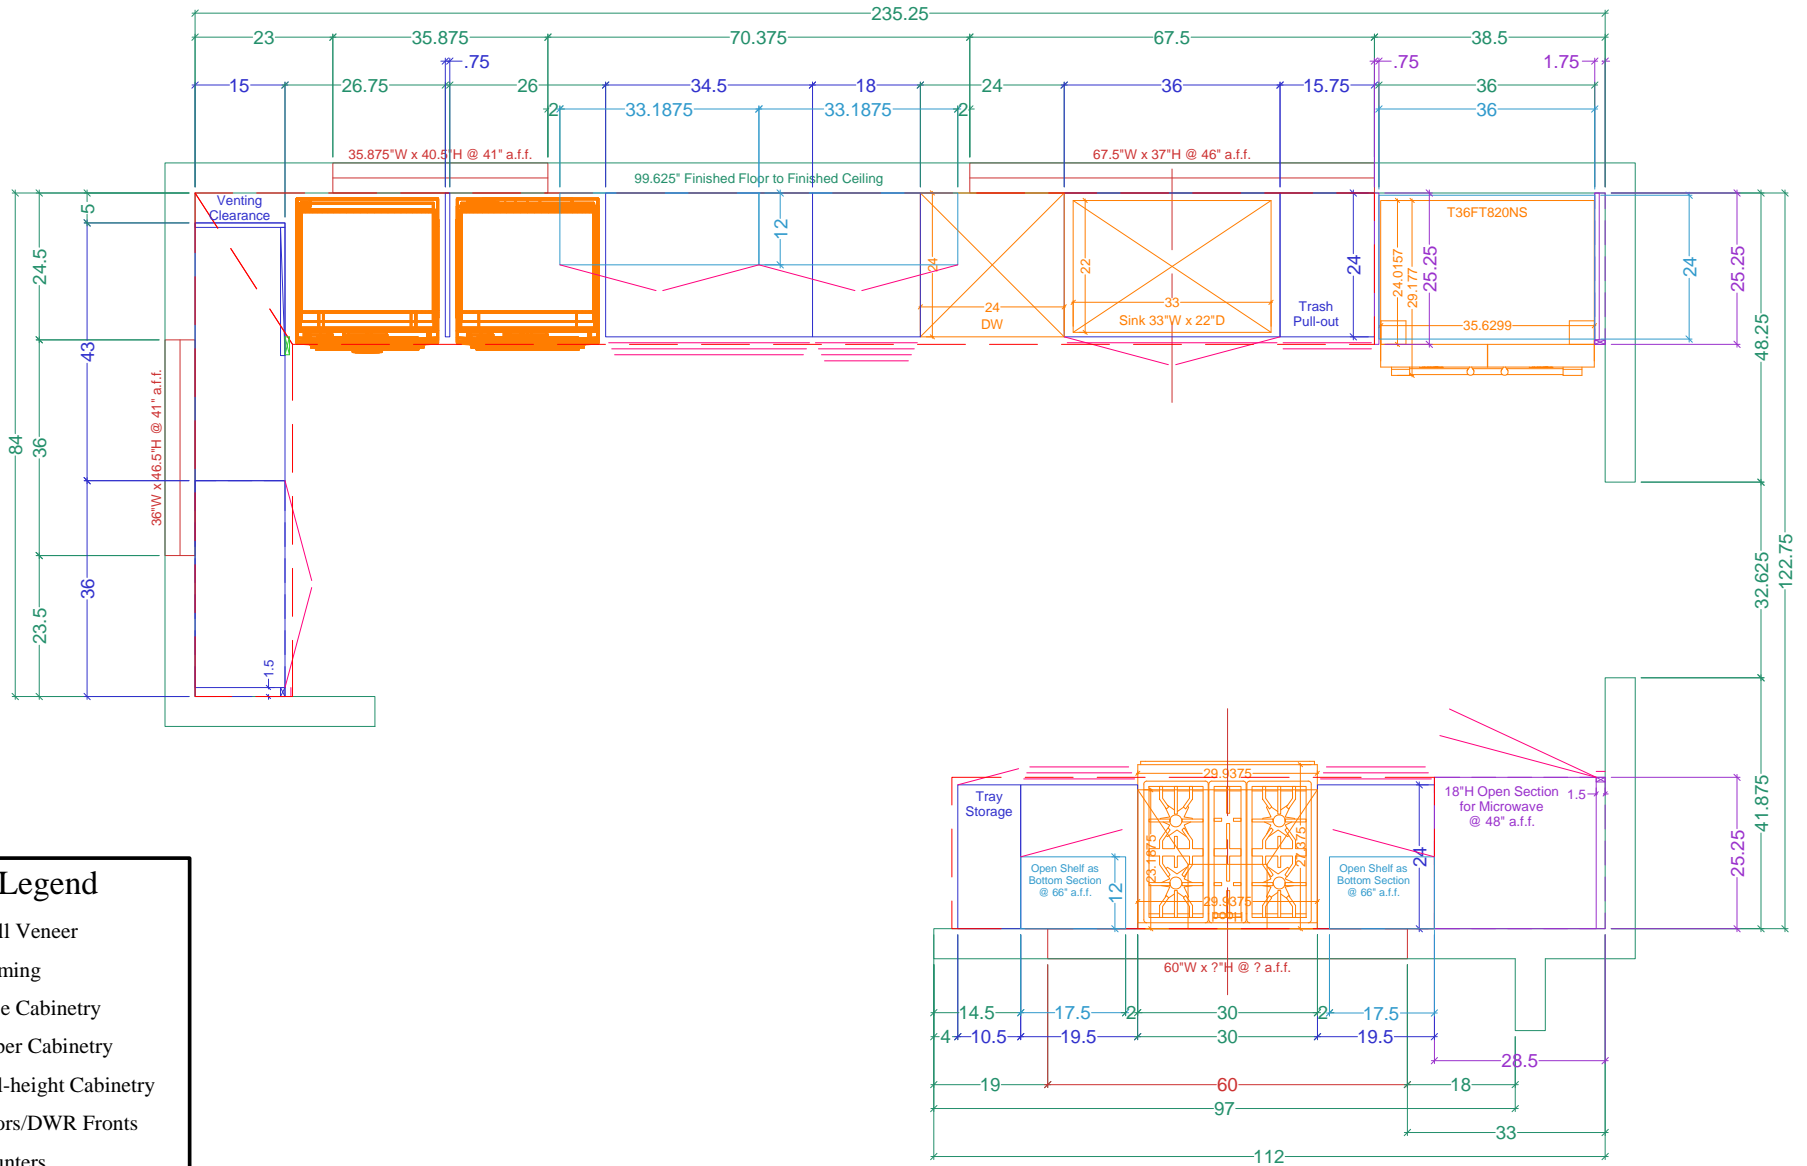 235.25
23
35.875
70.375
67.5
38.5
.75
.75
1.75
15
26.75
26
34.5
18
24
36
15.75
36
2
33.1875
33.1875
2
36
35.875"W x 40.5"H @ 41" a.f.f.
67.5"W x 37"H @ 46" a.f.f.
99.625" Finished Floor to Finished Ceiling
Venting
Clearance
5
24.5
43
84
36
36
23.5
36"W x 46.5"H @ 41" a.f.f.
1.5
12
24
24
DW
22
33
Sink 33"W x 22"D
24
Trash
Pull-out
T36FT820NS
24.0157
29.177
25.25
35.6299
24
25.25
48.25
32.625
122.75
41.875
25.25
Tray
Storage
29.9375
23.1875
27.375
29.9375
24
18"H Open Section
for Microwave
@ 48" a.f.f.
1.5
Open Shelf as
Bottom Section
@ 66" a.f.f.
12
Open Shelf as
Bottom Section
@ 66" a.f.f.
60"W x ?"H @ ? a.f.f.
14.5
17.5
2
30
2
17.5
4
10.5
19.5
30
19.5
28.5
19
60
18
97
33
112
Legend
Veneer
Cabinetry
Cabinetry
Cabinetry
Fronts